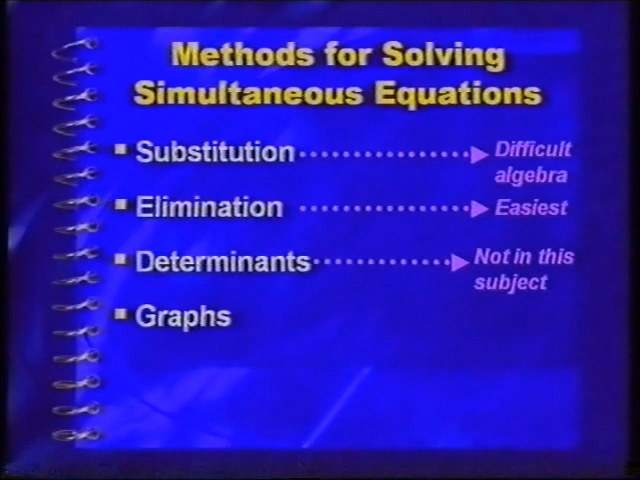 Methods for Solving
Simultaneous Equations
Substitution
Difficult
algebra
Elimination
Easiest
Determinants
Not in this
subject
Graphs